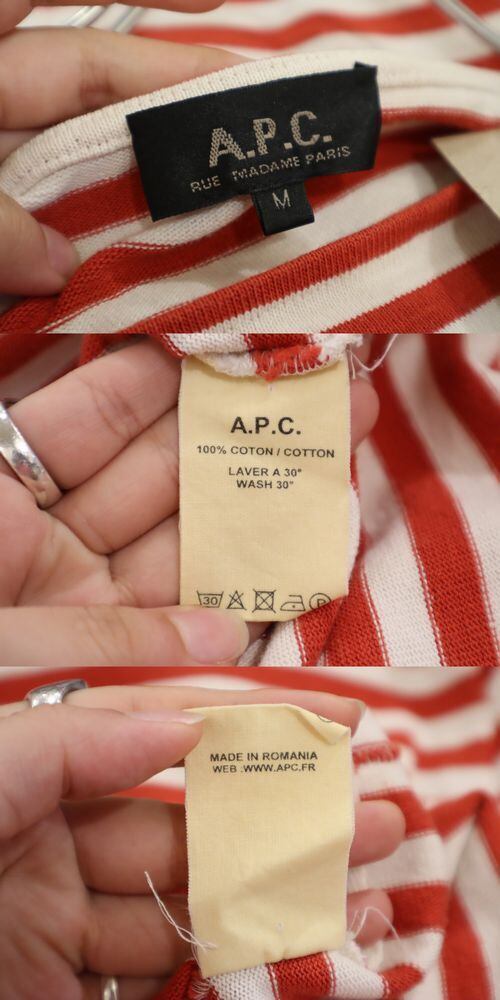 A.P.C.
RUE MADAME PARIS
M
A.P.C.
100% COTON / COTTON
LAVER A 30°
WASH 30°
30 P
MADE IN ROMANIA
WEB :WWW.APC.FR